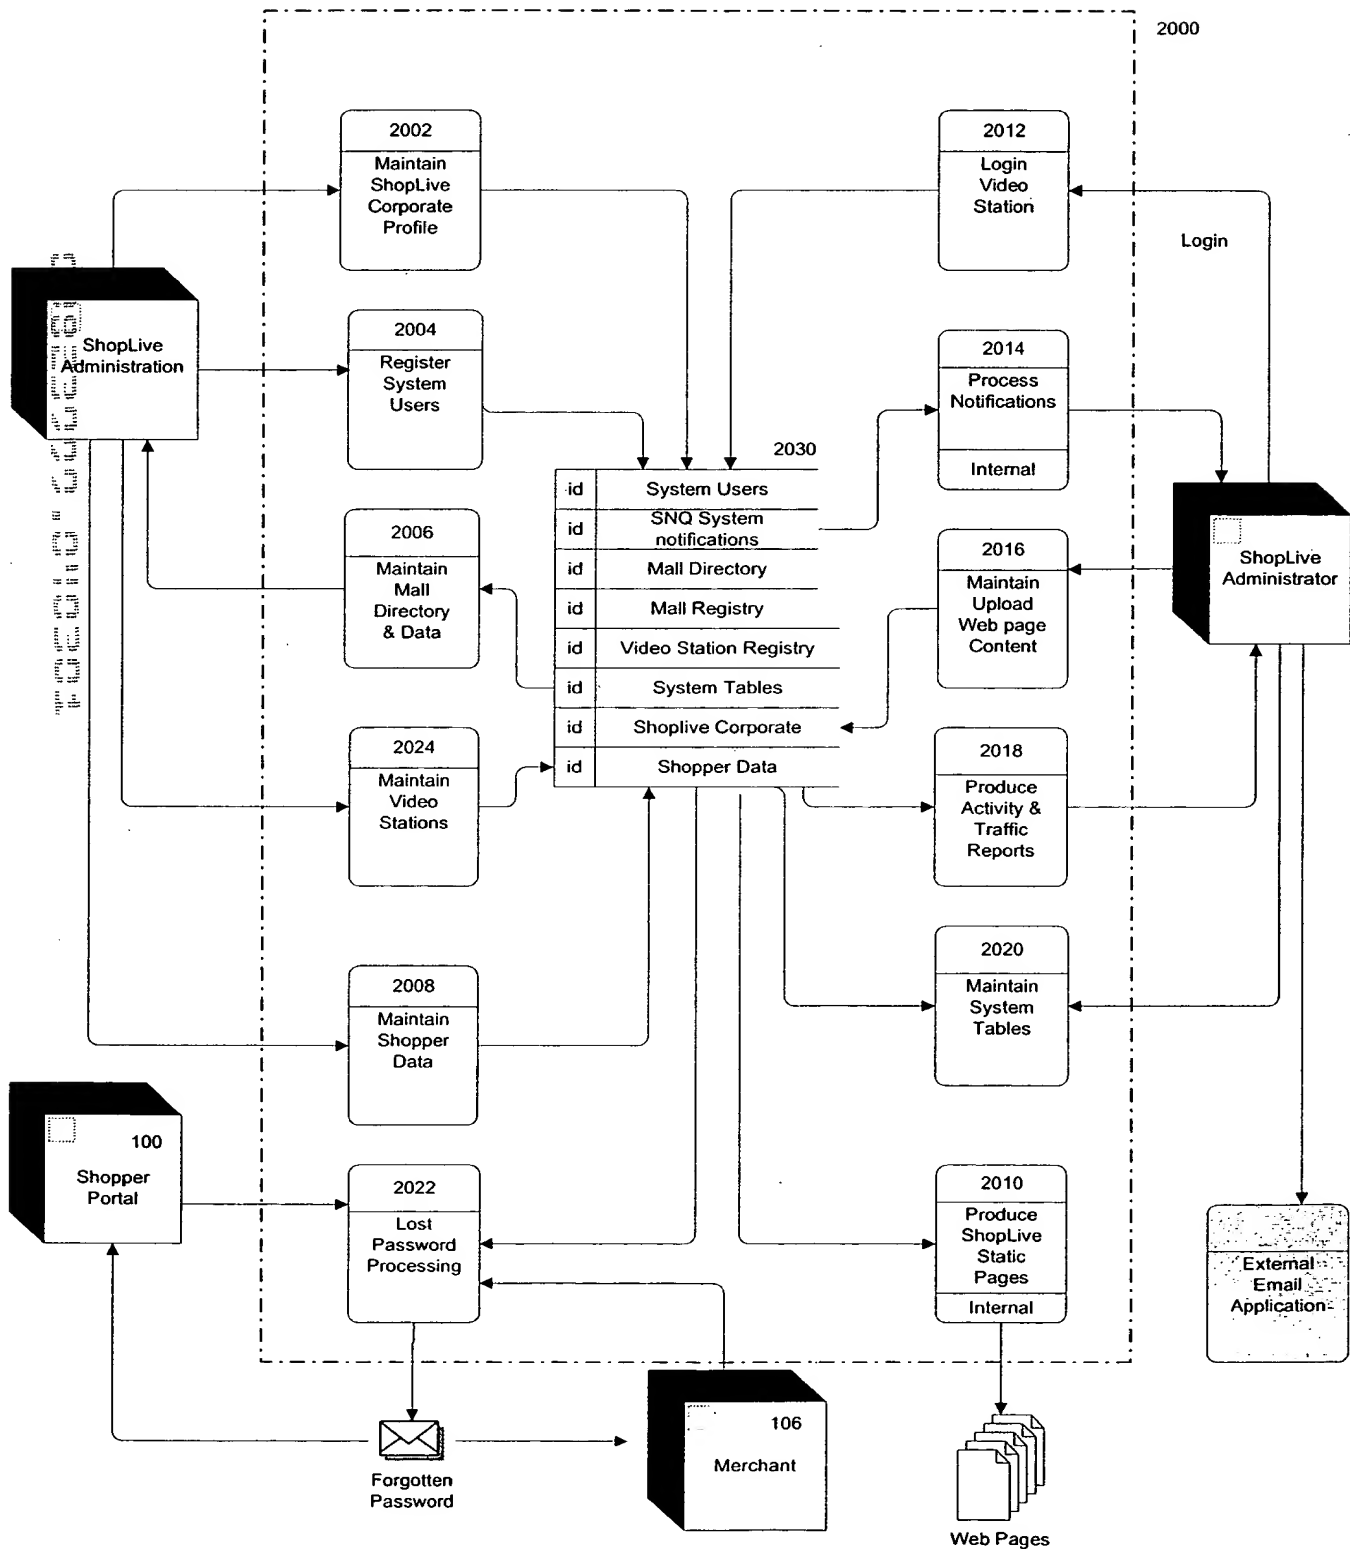 2000
2002
Maintain
ShopLive
Corporate
Profile
2012
Login
Video
Station
Login
ShopLive
Administration
2004
Register
System
Users
2014
Process
Notifications
Internal
2030
id System Users
id SNQ System
notifications
id Mall Directory
id Mall Registry
id Video Station Registry
id System Tables
id Shoplive Corporate
id Shopper Data
2006
Maintain
Mall
Directory
& Data
2016
Maintain
Upload
Web page
Content
ShopLive
Administrator
2024
Maintain
Video
Stations
2018
Produce
Activity &
Traffic
Reports
2020
Maintain
System
Tables
2008
Maintain
Shopper
Data
100
Shopper
Portal
2022
Lost
Password
Processing
2010
Produce
ShopLive
Static
Pages
Internal
External
Email
Application
Forgotten
Password
106
Merchant
Web Pages